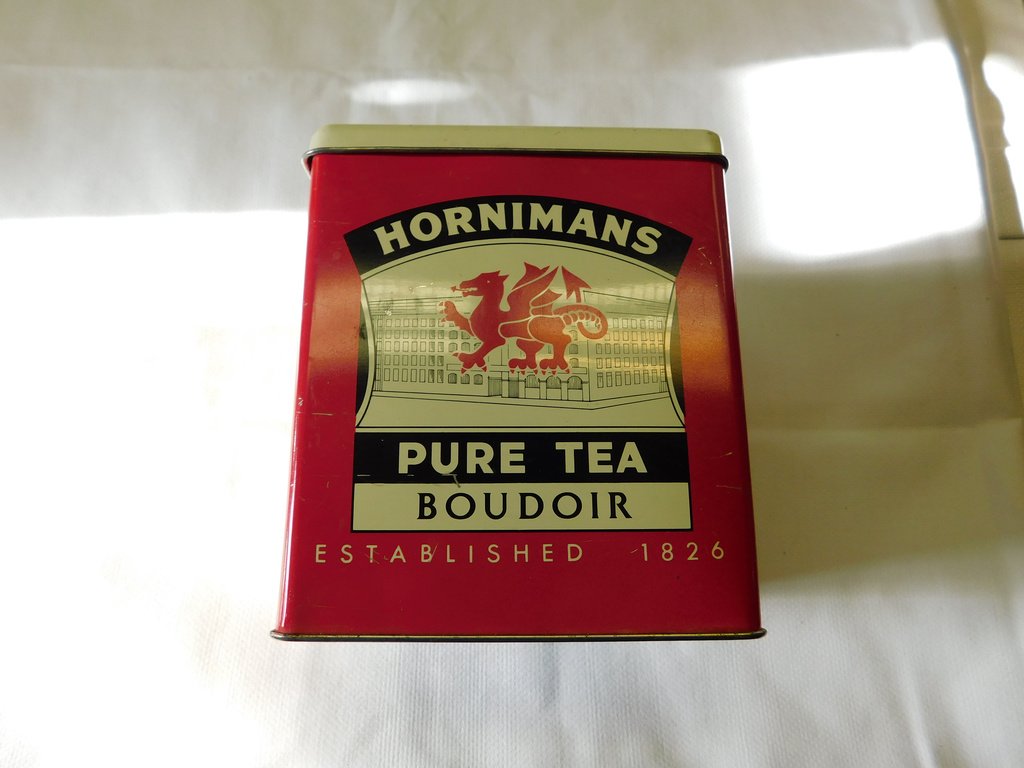 HORNIMANS
PURE TEA
BOUDOIR
ESTABLISHED 1826